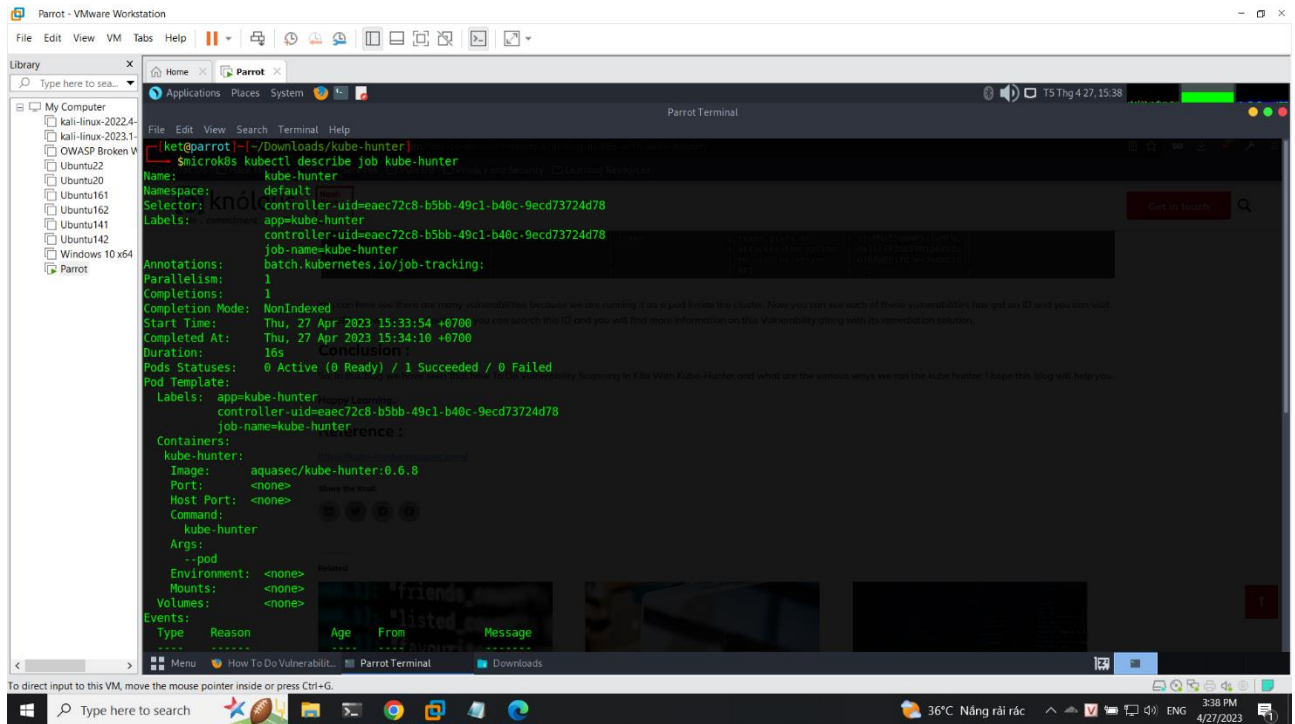 Parrot - VMware Workstation
File Edit View VM Tabs Help
Library
Home
Parrot
Type here to sea...
My Computer
kali-linux-2022.4-
kali-linux-2023.1-
OWASP Broken W
Ubuntu22
Ubuntu20
Ubuntu161
Ubuntu162
Ubuntu141
Ubuntu142
Windows 10 x64
Parrot
Applications Places System
T5 Thg 4 27, 15:38
Parrot Terminal
File Edit View Search Terminal Help
[ket@parrot]-[~/Downloads/kube-hunter]
$microk8s kubectl describe job kube-hunter
Name: kube-hunter
Namespace: default
Selector: controller-uid=eaec72c8-b5bb-49c1-b40c-9ecd73724d78
Labels: app=kube-hunter
controller-uid=eaec72c8-b5bb-49c1-b40c-9ecd73724d78
job-name=kube-hunter
Annotations: batch.kubernetes.io/job-tracking:
Parallelism: 1
Completions: 1
Completion Mode: NonIndexed
Start Time: Thu, 27 Apr 2023 15:33:54 +0700
Completed At: Thu, 27 Apr 2023 15:34:10 +0700
Duration: 16s
Pods Statuses: 0 Active (0 Ready) / 1 Succeeded / 0 Failed
Pod Template:
Labels: app=kube-hunter
controller-uid=eaec72c8-b5bb-49c1-b40c-9ecd73724d78
job-name=kube-hunter
Containers:
kube-hunter:
Image: aquasec/kube-hunter:0.6.8
Port: <none>
Host Port: <none>
Command:
kube-hunter
Args:
--pod
Environment: <none>
Mounts: <none>
Volumes: <none>
Events:
Type Reason Age From Message
---- ------ ---- ---- -------
Get in touch
Conclusion :
Happy Learning..
Reference :
Share the Knol:
Related
Menu
How To Do Vulnerabilit...
Parrot Terminal
Downloads
To direct input to this VM, move the mouse pointer inside or press Ctrl+G.
Type here to search
36°C Nắng rải rác
ENG
3:38 PM
4/27/2023